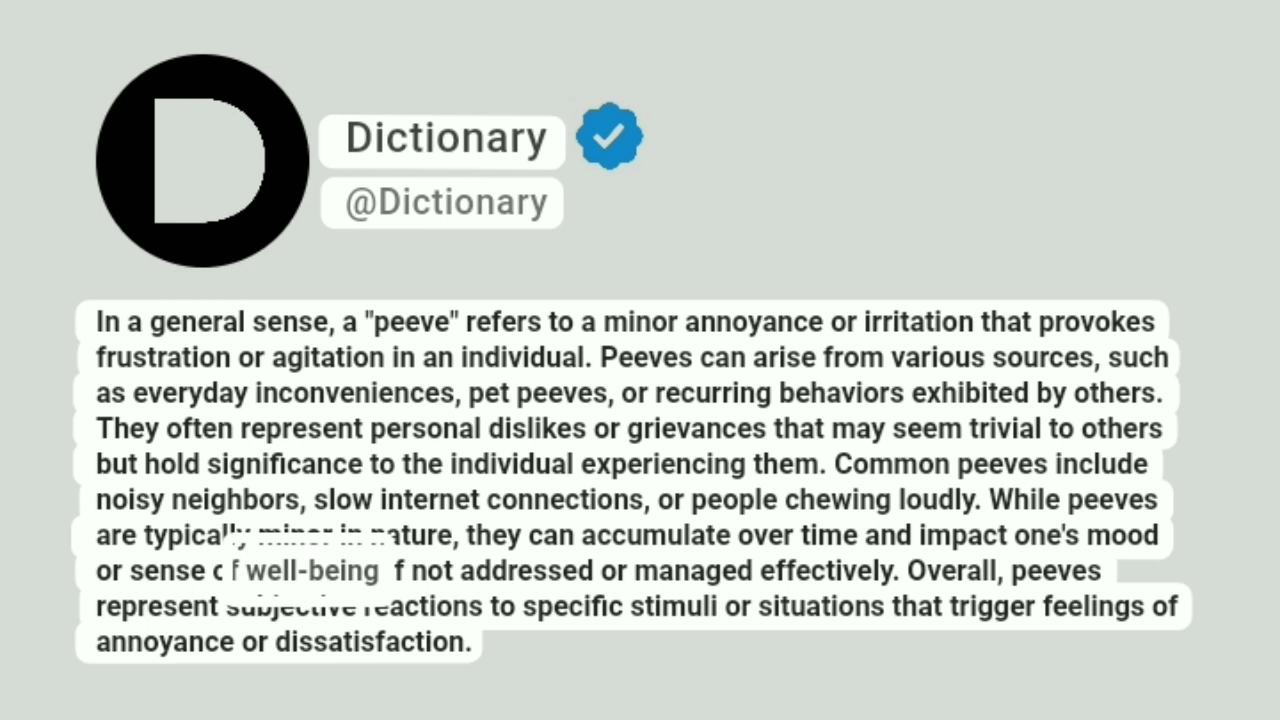 D
Dictionary
@Dictionary
In a general sense, a "peeve" refers to a minor annoyance or irritation that provokes
frustration or agitation in an individual. Peeves can arise from various sources, such
as everyday inconveniences, pet peeves, or recurring behaviors exhibited by others.
They often represent personal dislikes or grievances that may seem trivial to others
but hold significance to the individual experiencing them. Common peeves include
noisy neighbors, slow internet connections, or people chewing loudly. While peeves
are typically minor in nature, they can accumulate over time and impact one's mood
or sense of well-being f not addressed or managed effectively. Overall, peeves
represent subjective reactions to specific stimuli or situations that trigger feelings of
annoyance or dissatisfaction.